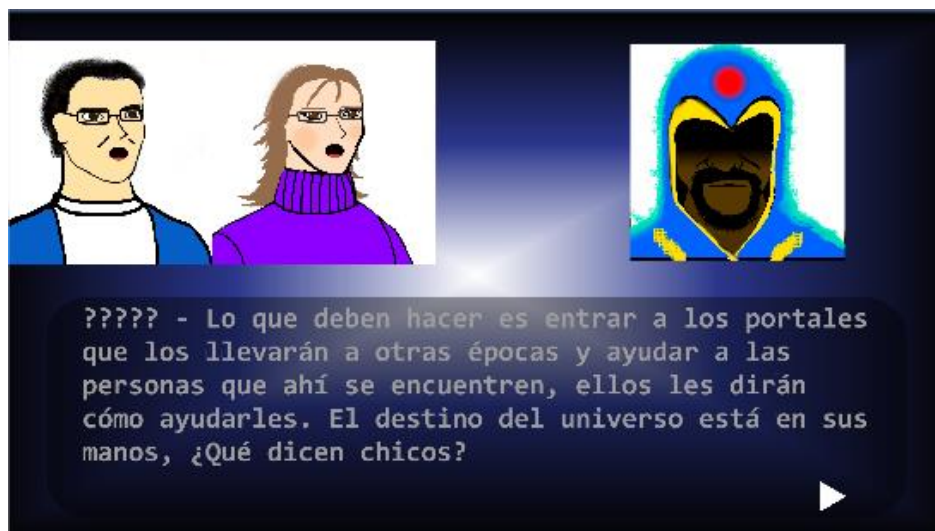 ????? - Lo que deben hacer es entrar a los portales
que los llevarán a otras épocas y ayudar a las
personas que ahí se encuentren, ellos les dirán
cómo ayudarles. El destino del universo está en sus
manos, ¿Qué dicen chicos?